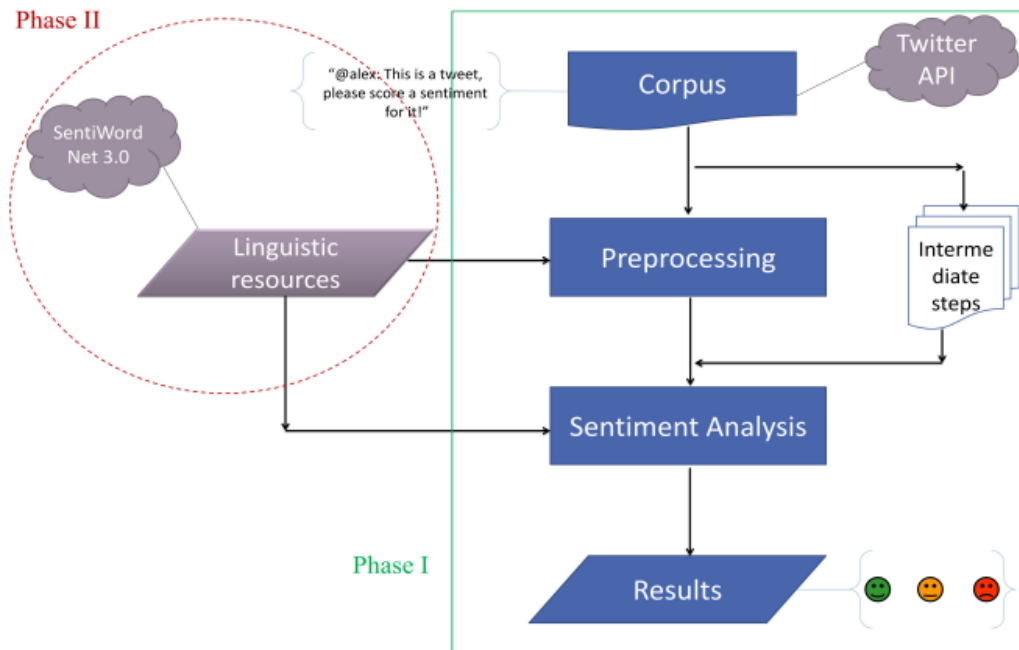 Phase II
“@alex: This is a tweet,
please score a sentiment
for it!”
Corpus
Twitter
API
SentiWord
Net 3.0
Linguistic
resources
Preprocessing
Interme
diate
steps
Sentiment Analysis
Phase I
Results